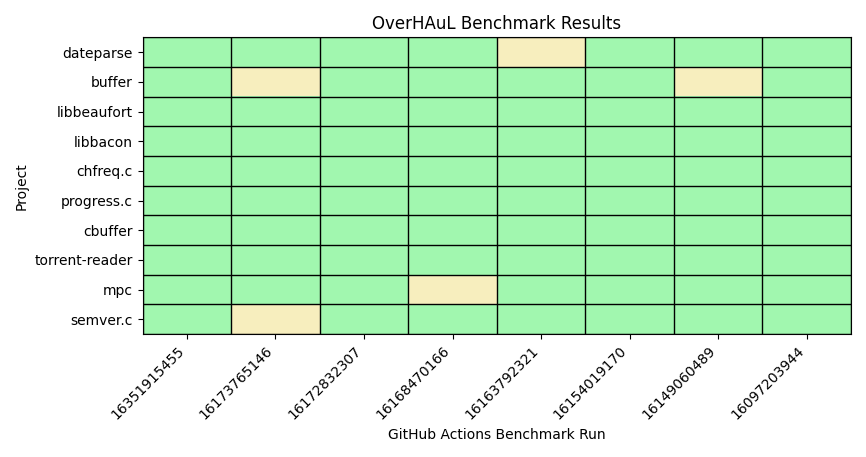 OverHAuL Benchmark Results
Project
dateparse
buffer
libbeaufort
libbacon
chfreq.c
progress.c
cbuffer
torrent-reader
mpc
semver.c
16351915455
16173765146
16172832307
16168470166
16163792321
16154019170
16149060489
16097203944
GitHub Actions Benchmark Run